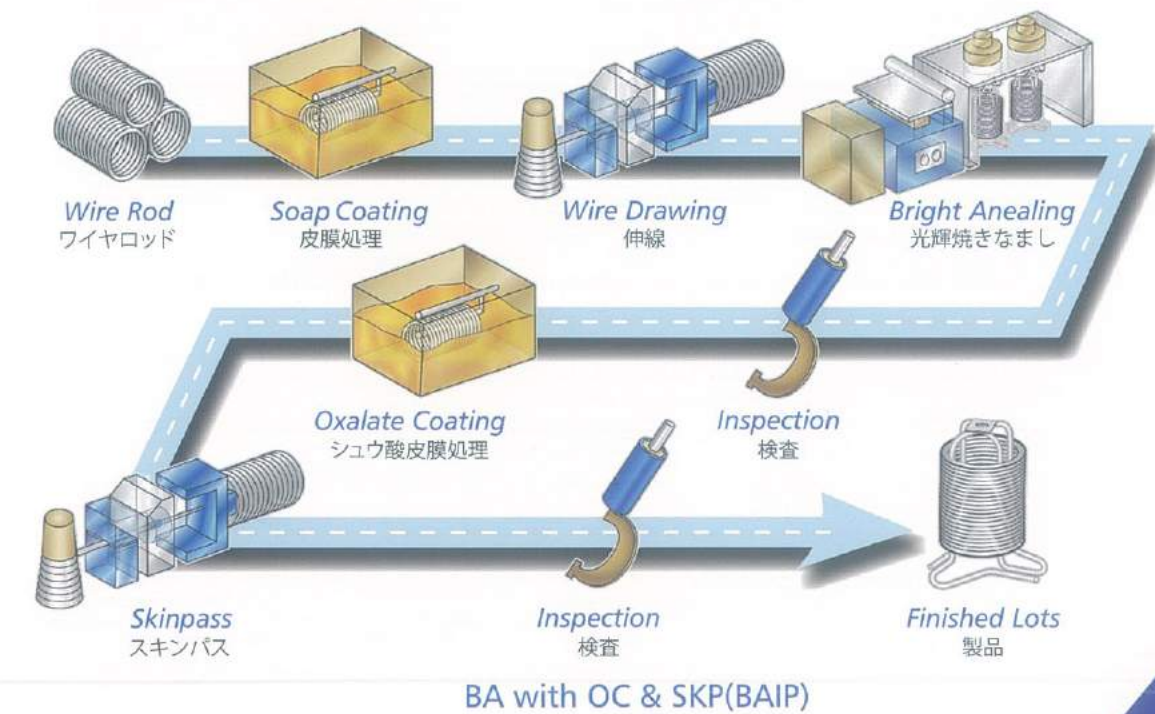 Wire Rod
ワイヤロッド
Soap Coating
皮膜処理
Wire Drawing
伸線
Bright Anealing
光輝焼きなまし
Inspection
検査
Oxalate Coating
シュウ酸皮膜処理
Skinpass
スキンパス
Inspection
検査
Finished Lots
製品
BA with OC & SKP(BAIP)